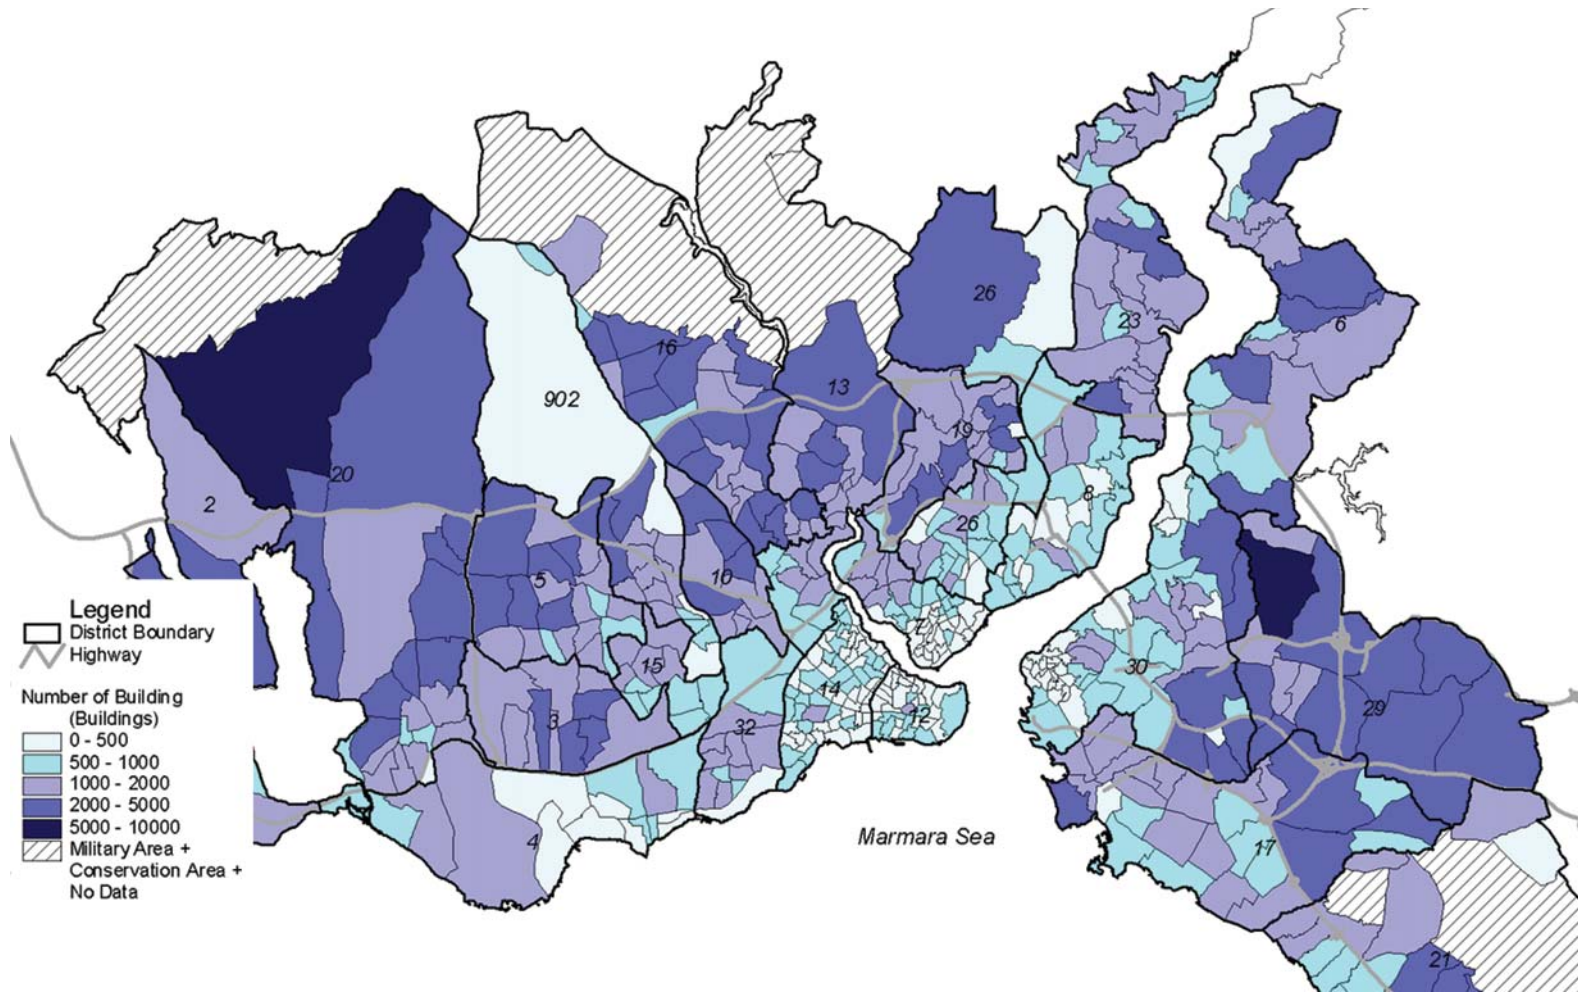 26
23
6
16
13
902
19
20
2
8
26
5
10
7
15
30
14
12
3
32
29
Marmara Sea
4
17
21
Legend
District Boundary
Highway
Number of Building
(Buildings)
0 - 500
500 - 1000
1000 - 2000
2000 - 5000
5000 - 10000
Military Area +
Conservation Area +
No Data